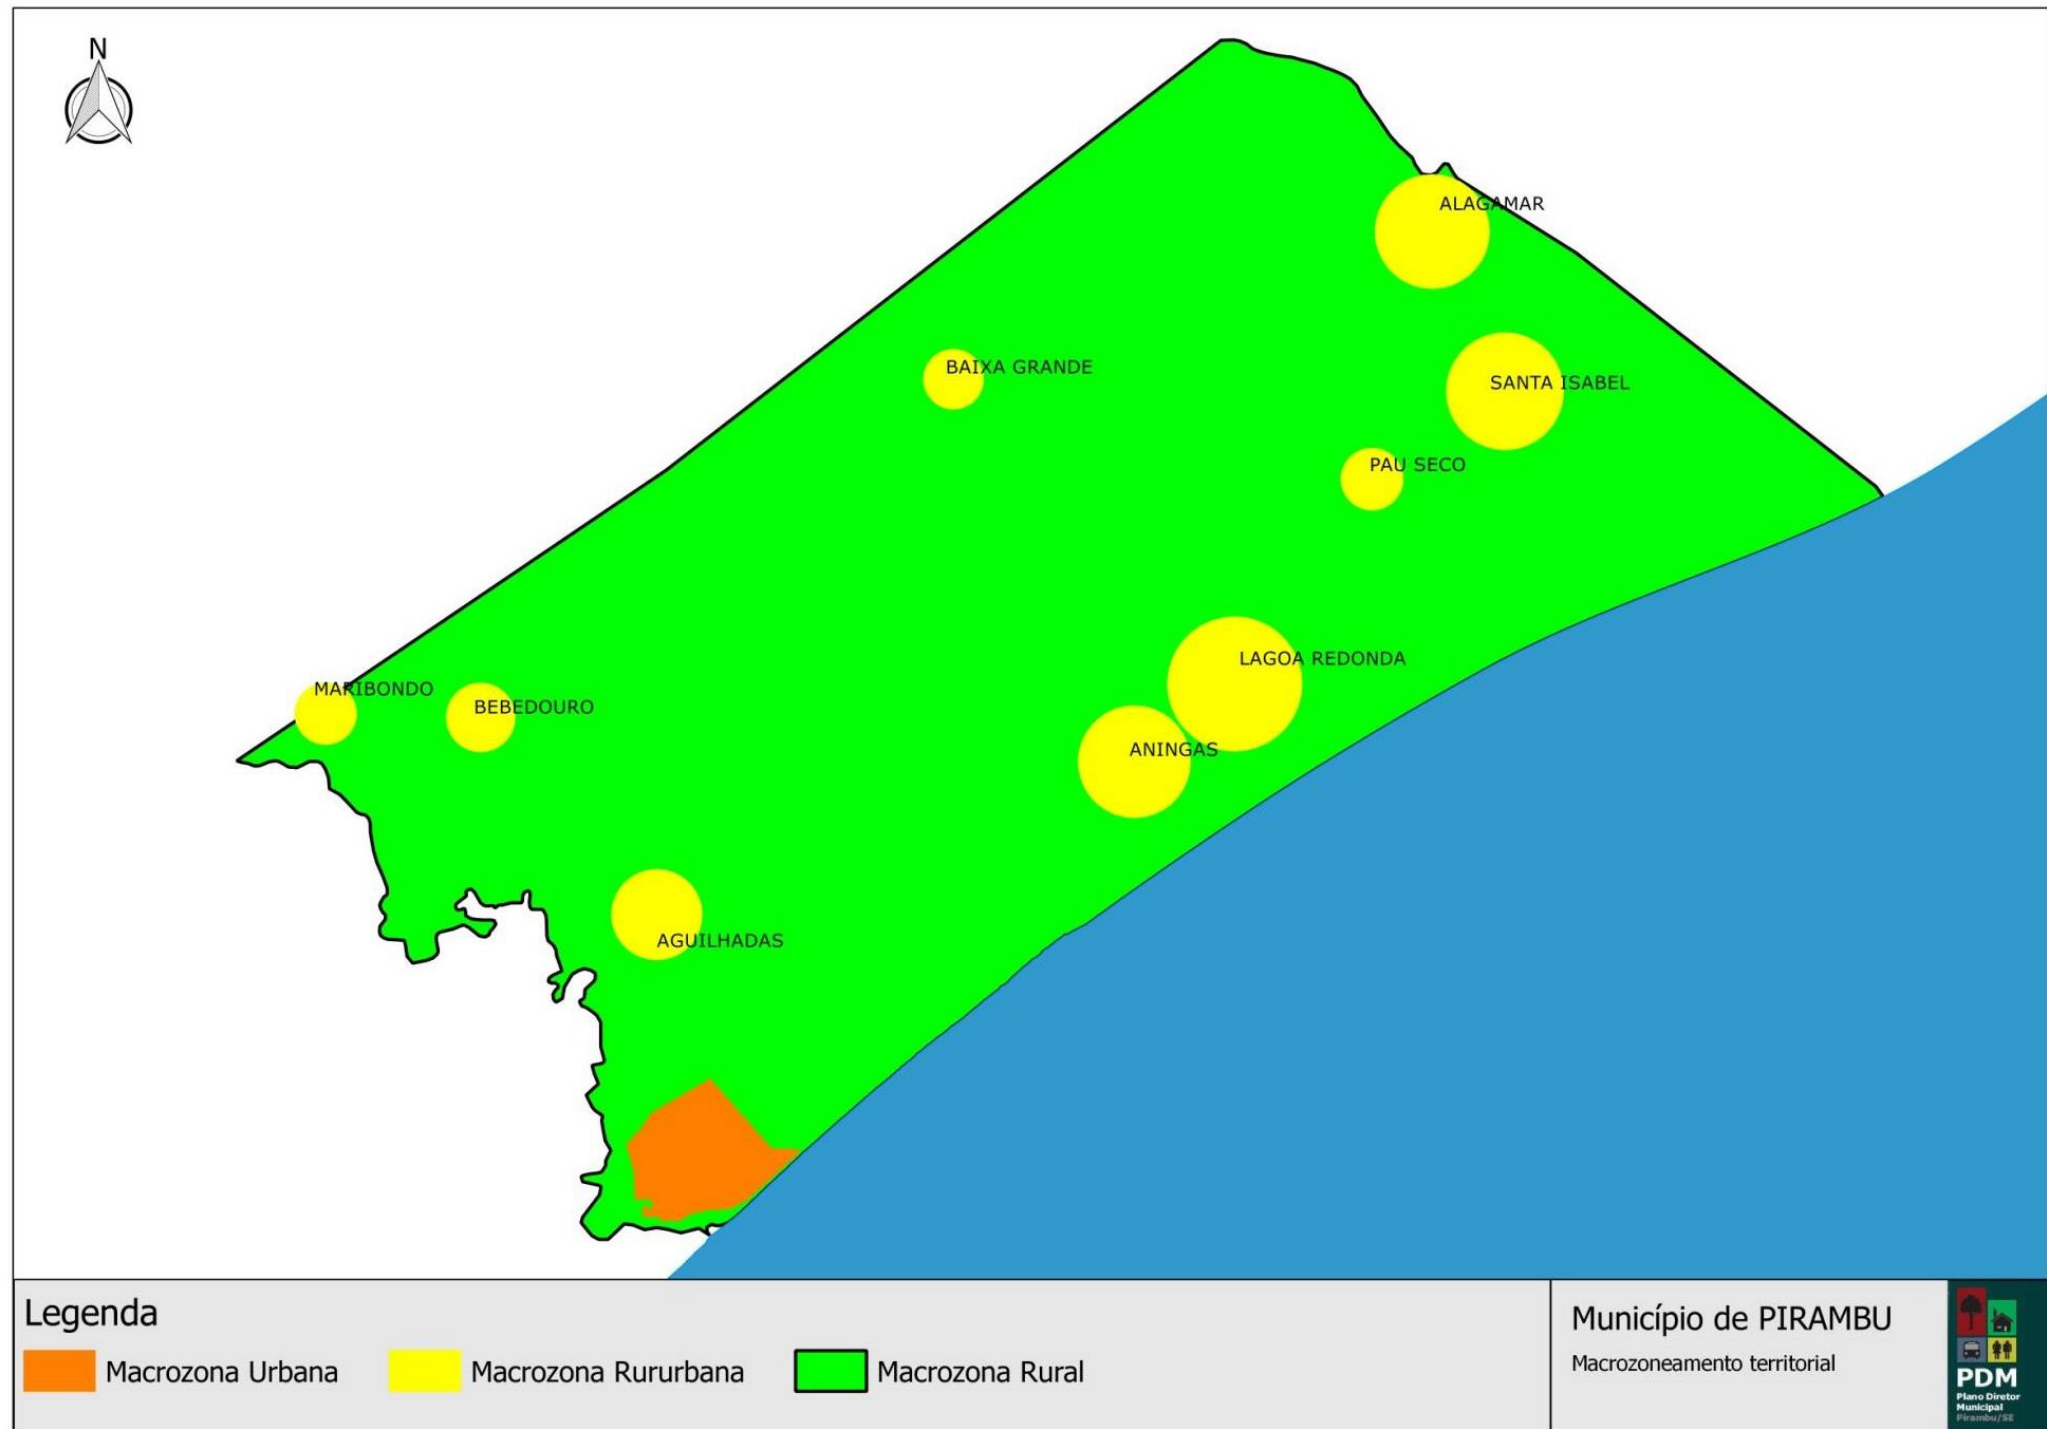 N
ALAGAMAR
BAIXA GRANDE
SANTA ISABEL
PAU SECO
LAGOA REDONDA
MARIBONDO
BEBEDOURO
ANINGAS
AGUILHADAS
Legenda
Macrozona Urbana
Macrozona Rururbana
Macrozona Rural
Município de PIRAMBU
Macrozoneamento territorial
PDM
Plano Diretor
Municipal
Pirambu/SE